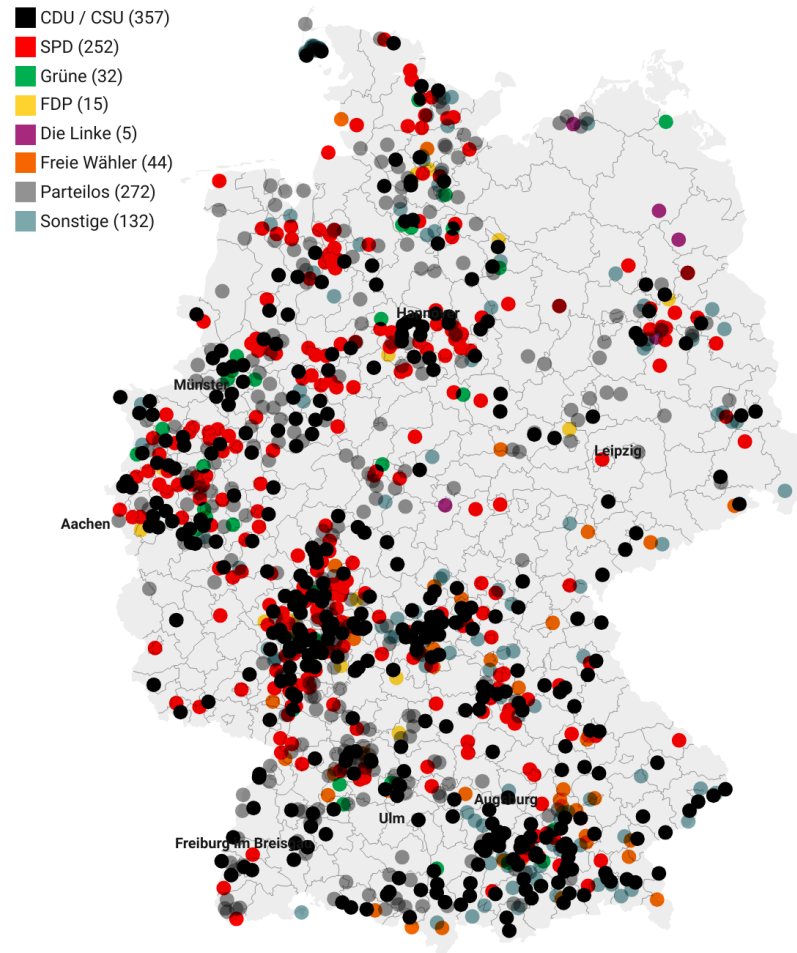 CDU / CSU (357)
SPD (252)
Grüne (32)
FDP (15)
Die Linke (5)
Freie Wähler (44)
Parteilos (272)
Sonstige (132)
Hannover
Münster
Leipzig
Aachen
Augsburg
Ulm
Freiburg im Breisgau